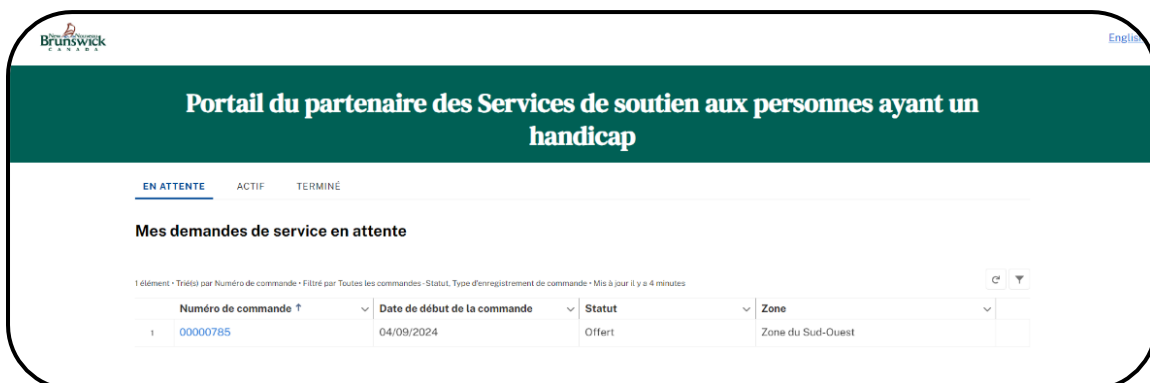 Brunswick
CANADA
English
Portail du partenaire des Services de soutien aux personnes ayant un
handicap
EN ATTENTE ACTIF TERMINÉ
Mes demandes de service en attente
1 élément • Trié(s) par Numéro de commande • Filtré par Toutes les commandes - Statut, Type d'enregistrement de commande • Mis à jour il y a 4 minutes
Numéro de commande ↑ Date de début de la commande Statut Zone
1 00000785 04/09/2024 Offert Zone du Sud-Ouest